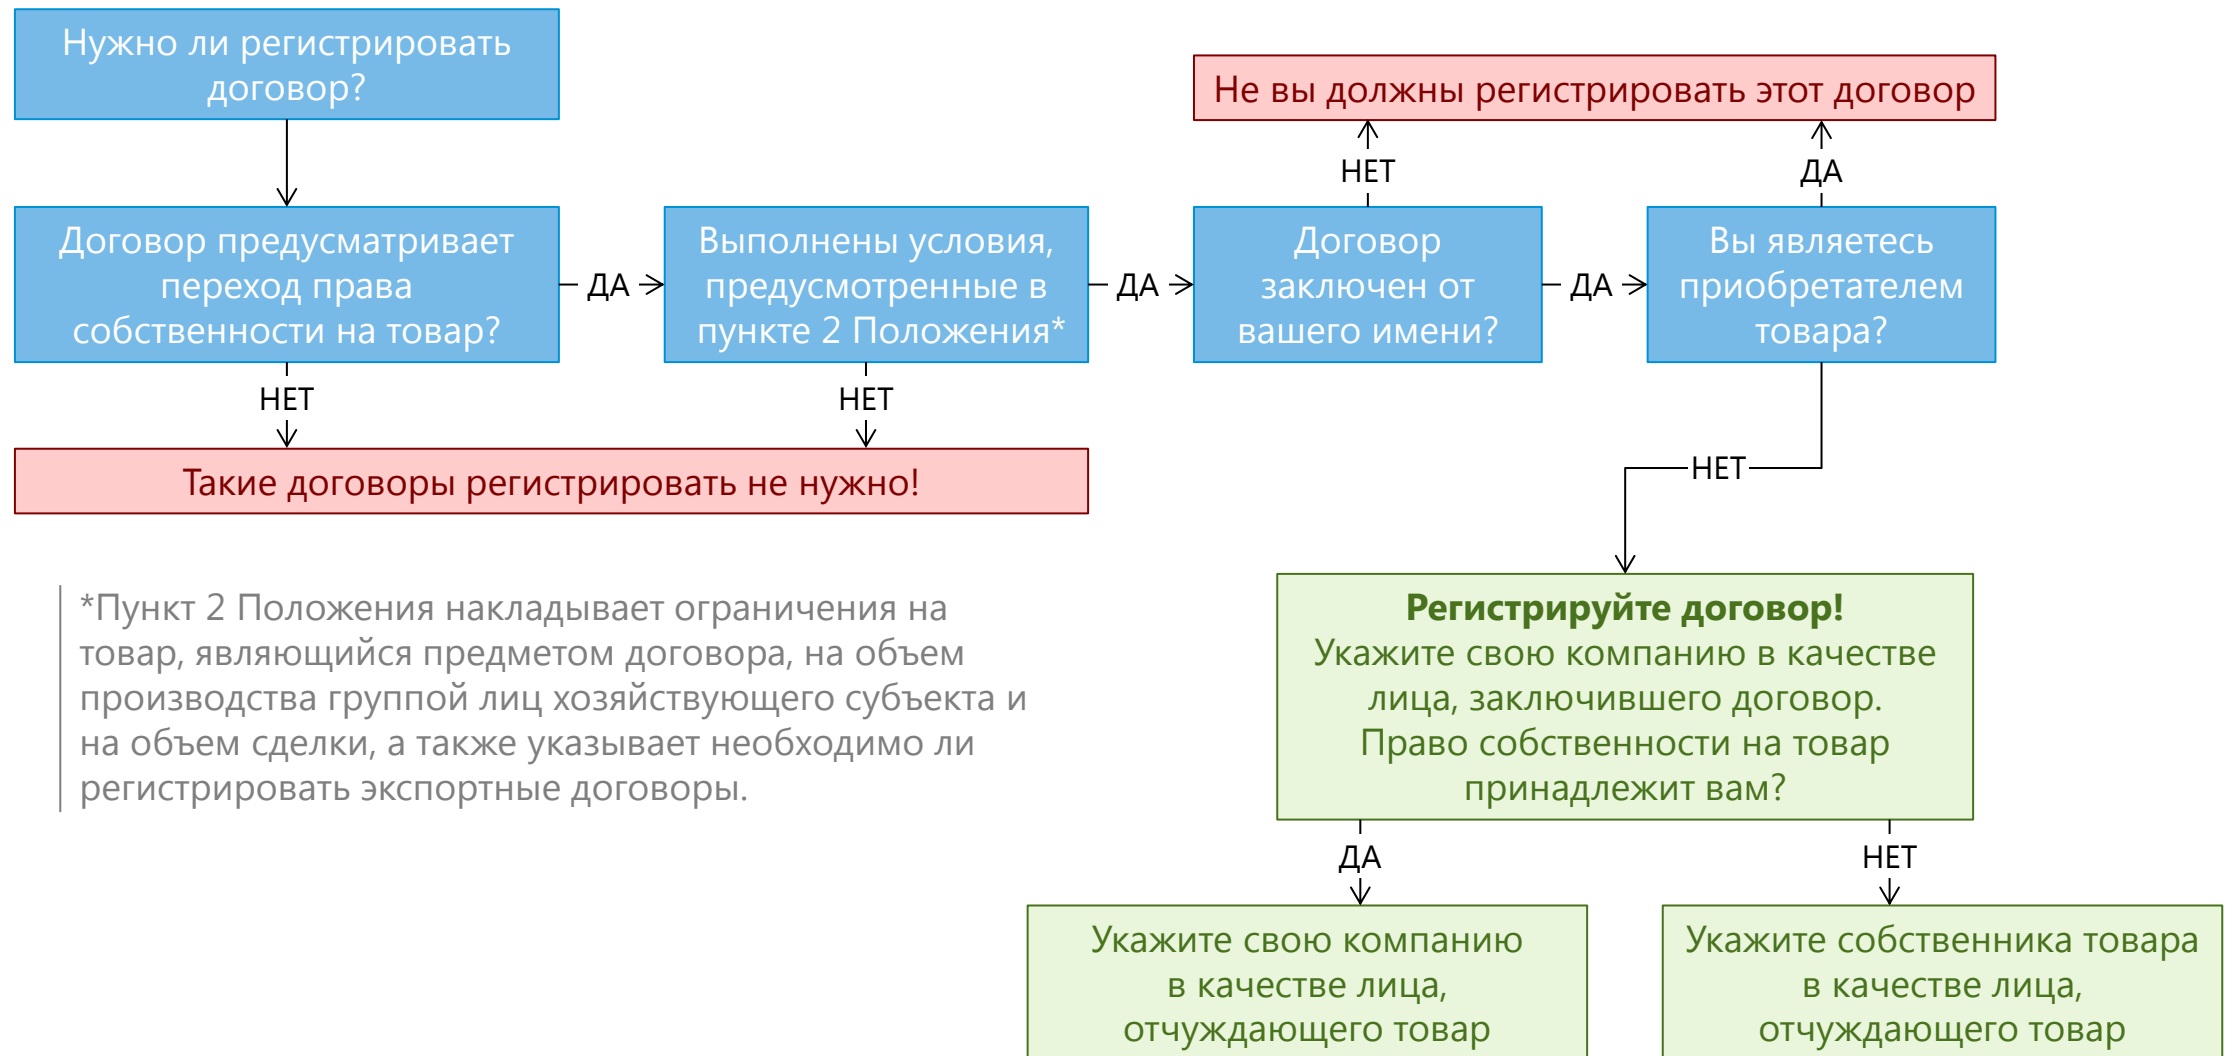 Нужно ли регистрировать
договор?
Не вы должны регистрировать этот договор
НЕТ
ДА
Договор предусматривает
переход права
собственности на товар?
ДА
Выполнены условия,
предусмотренные в
пункте 2 Положения*
ДА
Договор
заключен от
вашего имени?
ДА
Вы являетесь
приобретателем
товара?
НЕТ
НЕТ
НЕТ
Такие договоры регистрировать не нужно!
*Пункт 2 Положения накладывает ограничения на
товар, являющийся предметом договора, на объем
производства группой лиц хозяйствующего субъекта и
на объем сделки, а также указывает необходимо ли
регистрировать экспортные договоры.
Регистрируйте договор!
Укажите свою компанию в качестве
лица, заключившего договор.
Право собственности на товар
принадлежит вам?
ДА
НЕТ
Укажите свою компанию
в качестве лица,
отчуждающего товар
Укажите собственника товара
в качестве лица,
отчуждающего товар